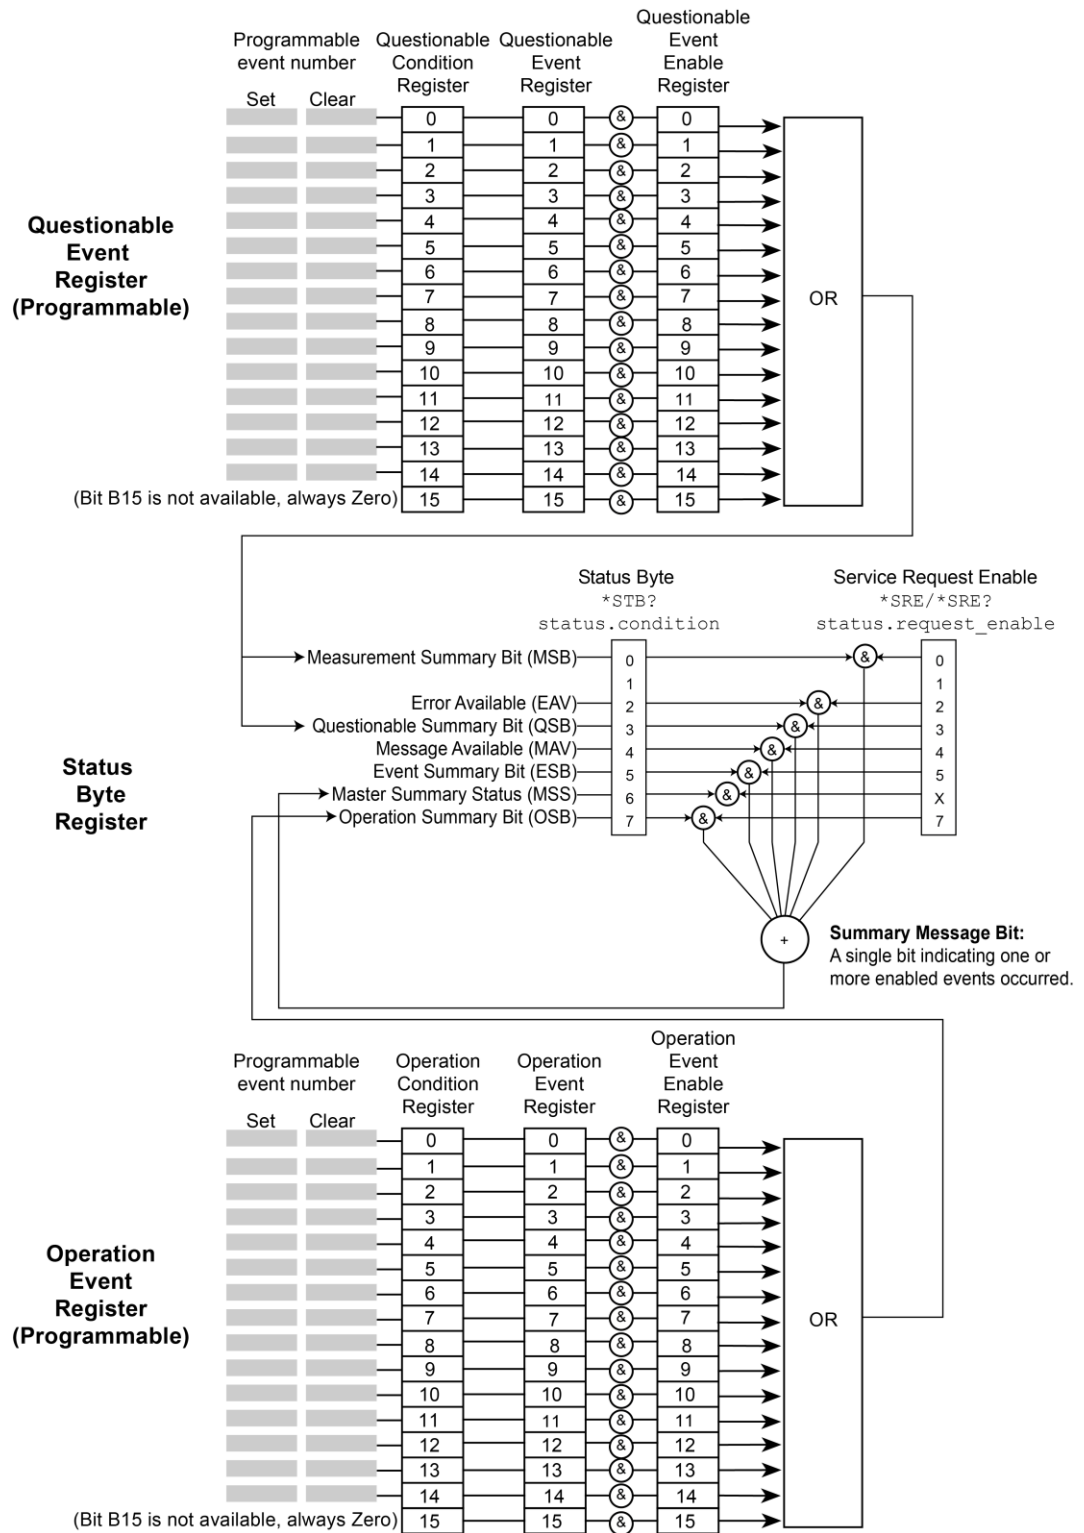 Programmable
event number
Set Clear
Questionable
Condition
Register
Questionable
Event
Register
Questionable
Event
Enable
Register
Questionable
Event
Register
(Programmable)
0 0 & 0
1 1 & 1
2 2 & 2
3 3 & 3
4 4 & 4
5 5 & 5
6 6 & 6
7 7 & 7
8 8 & 8
9 9 & 9
10 10 & 10
11 11 & 11
12 12 & 12
13 13 & 13
14 14 & 14
(Bit B15 is not available, always Zero) 15 15 & 15
OR
Status Byte
*STB?
status.condition
Service Request Enable
*SRE/*SRE?
status.request_enable
Status
Byte
Register
Measurement Summary Bit (MSB) 0 & 0
1 1
Error Available (EAV) 2 & 2
Questionable Summary Bit (QSB) 3 & 3
Message Available (MAV) 4 & 4
Event Summary Bit (ESB) 5 & 5
Master Summary Status (MSS) 6 & X
Operation Summary Bit (OSB) 7 & 7
+
Summary Message Bit:
A single bit indicating one or
more enabled events occurred.
Programmable
event number
Set Clear
Operation
Condition
Register
Operation
Event
Register
Operation
Event
Enable
Register
Operation
Event
Register
(Programmable)
0 0 & 0
1 1 & 1
2 2 & 2
3 3 & 3
4 4 & 4
5 5 & 5
6 6 & 6
7 7 & 7
8 8 & 8
9 9 & 9
10 10 & 10
11 11 & 11
12 12 & 12
13 13 & 13
14 14 & 14
(Bit B15 is not available, always Zero) 15 15 & 15
OR